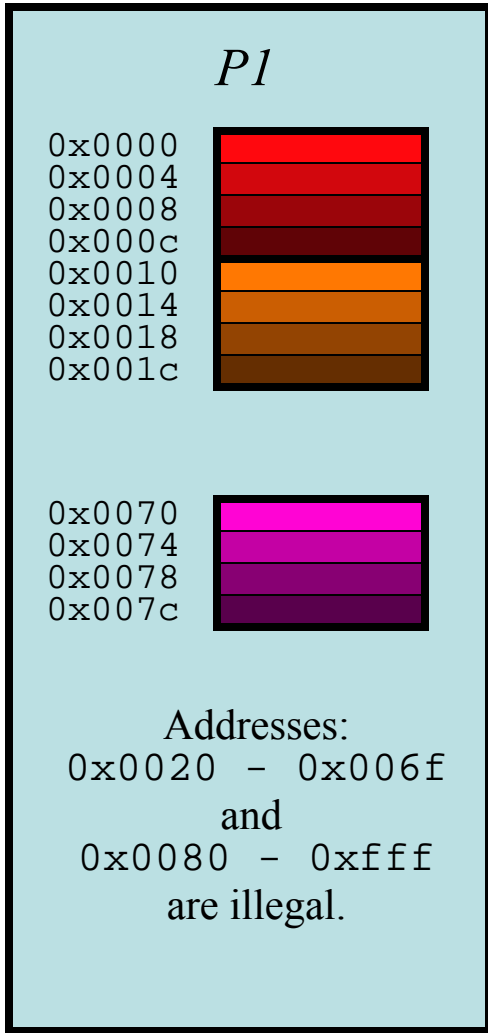 P1
0x0000
0x0004
0x0008
0x000c
0x0010
0x0014
0x0018
0x001c
0x0070
0x0074
0x0078
0x007c
Addresses:
0x0020 - 0x006f
and
0x0080 - 0xfff
are illegal.